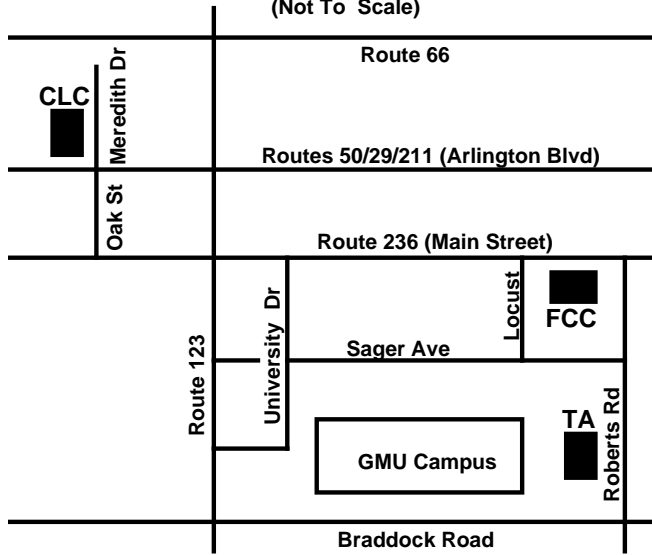 (Not To Scale)
Route 66
CLC
Meredith Dr
Routes 50/29/211 (Arlington Blvd)
Oak St
Route 236 (Main Street)
University Dr
Locust
FCC
Route 123
Sager Ave
TA
Roberts Rd
GMU Campus
Braddock Road